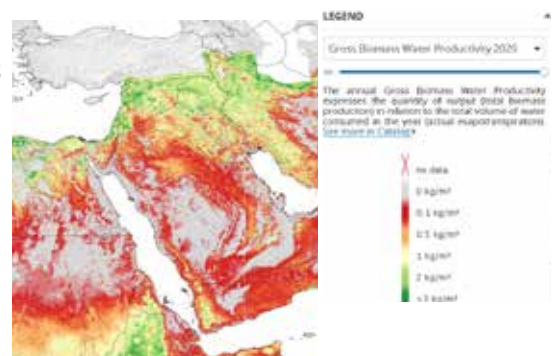 LEGEND
Gross Biomass Water Productivity 2020
The annual Gross Biomass Water Productivity
expresses the quantity of output (total biomass
production) in relation to the total volume of water
consumed in the year (actual evapotranspiration).
See more in Catalog
no data
0 kg/m³
0.1 kg/m³
0.5 kg/m³
1 kg/m³
2 kg/m³
>3 kg/m³